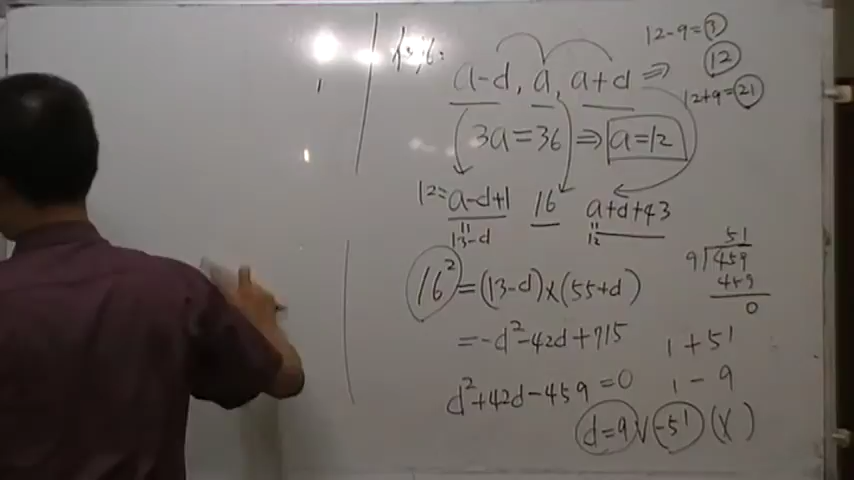 12-9=3
a-d, a, a+d ⇒ 12
12+9=21
3a=36 ⇒ a=12
12= a-d+1 16 a+d+43
13-d 12
16²=(13-d)×(55+d)
51
9√459
459
0
=-d²-42d+715
1 + 51
d²+42d-459=0
1 - 9
d=9 ∨ -51 (×)